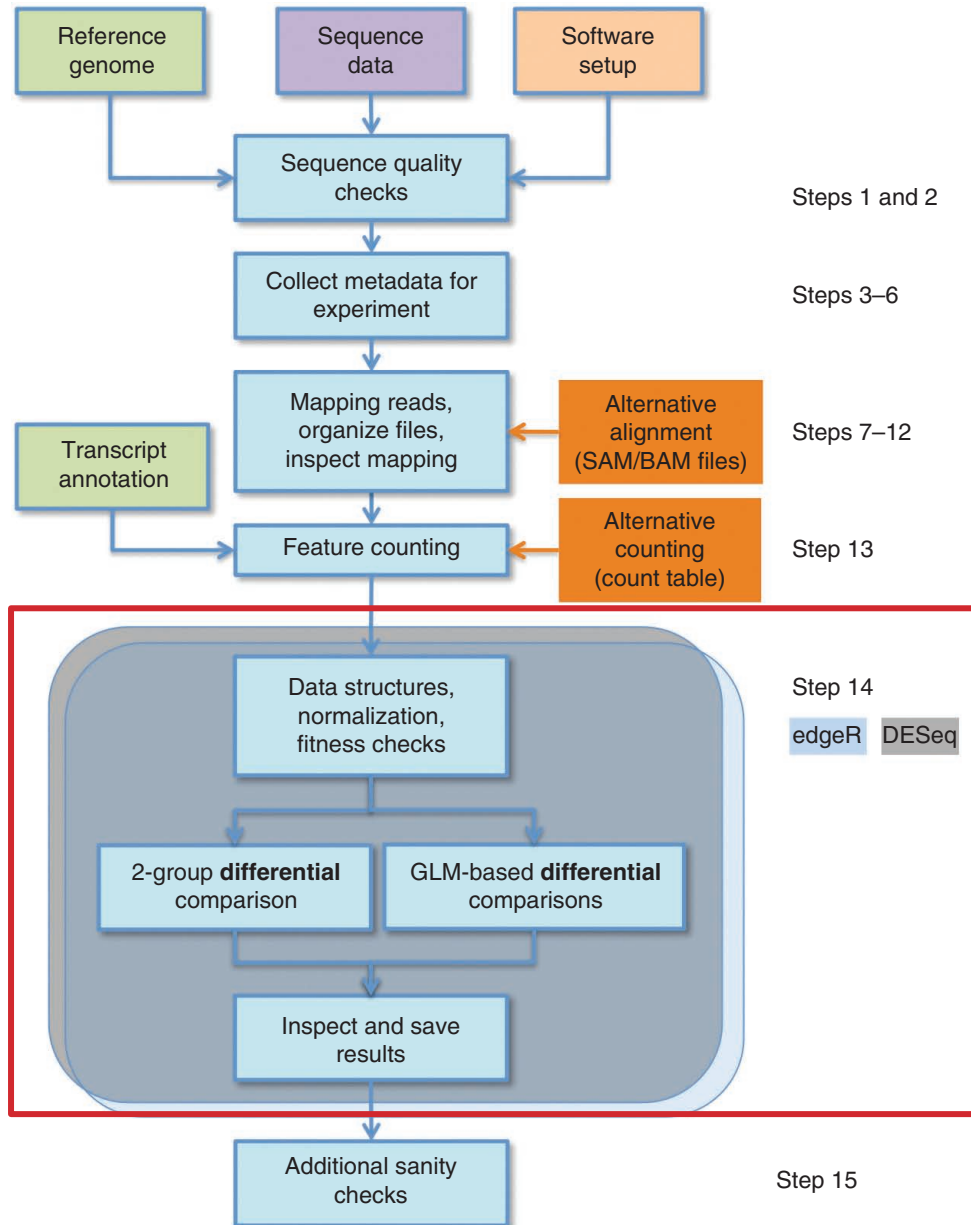 Reference
genome
Sequence
data
Software
setup
Sequence quality
checks
Steps 1 and 2
Collect metadata for
experiment
Steps 3–6
Mapping reads,
organize files,
inspect mapping
Alternative
alignment
(SAM/BAM files)
Steps 7–12
Transcript
annotation
Feature counting
Alternative
counting
(count table)
Step 13
Data structures,
normalization,
fitness checks
Step 14
edgeR DESeq
2-group differential
comparison
GLM-based differential
comparisons
Inspect and save
results
Additional sanity
checks
Step 15